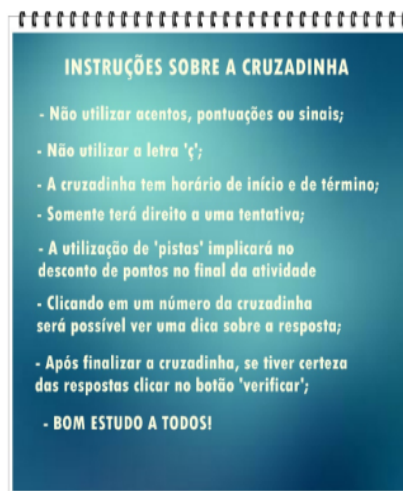 INSTRUÇÕES SOBRE A CRUZADINHA
- Não utilizar acentos, pontuações ou sinais;
- Não utilizar a letra 'ç';
- A cruzadinha tem horário de início e de término;
- Somente terá direito a uma tentativa;
- A utilização de 'pistas' implicará no
desconto de pontos no final da atividade
- Clicando em um número da cruzadinha
será possível ver uma dica sobre a resposta;
- Após finalizar a cruzadinha, se tiver certeza
das respostas clicar no botão 'verificar';
- BOM ESTUDO A TODOS!